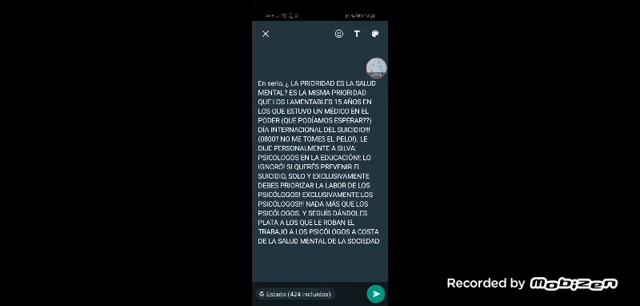 En serio, ¿ LA PRIORIDAD ES LA SALUD
MENTAL? ES LA MISMA PRIORIDAD
QUE LOS LAMENTABLES 15 AÑOS EN
LOS QUE ESTUVO UN MÉDICO EN EL
PODER (QUE PODÍAMOS ESPERAR??)
DÍA INTERNACIONAL DEL SUICIDIO!!!
(0800? NO ME TOMES EL PELO!). LE
DIJE PERSONALMENTE A SILVA:
PSICOLOGOS EN LA EDUCACIÓN!: LO
IGNORÓ! SI QUERÉS PREVENIR EL
SUICIDIO, SOLO Y EXCLUSIVAMENTE
DEBES PRIORIZAR LA LABOR DE LOS
PSICÓLOGOS! EXCLUSIVAMENTE LOS
PSICÓLOGOS!!! NADA MÁS QUE LOS
PSICÓLOGOS. Y SEGUÍS DÁNDOLES
PLATA A LOS QUE LE ROBAN EL
TRABAJO A LOS PSICÓLOGOS A COSTA
DE LA SALUD MENTAL DE LA SOCIEDAD
Estado (424 incluidos)
Recorded by mobizen